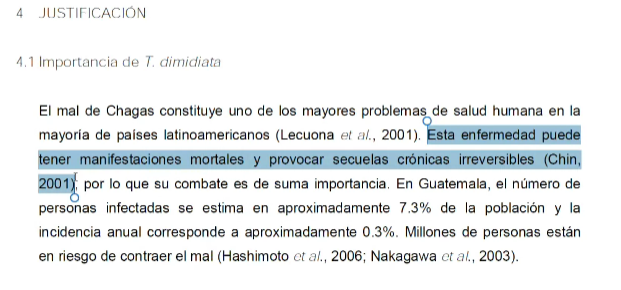 4 JUSTIFICACIÓN
4.1 Importancia de T. dimidiata
El mal de Chagas constituye uno de los mayores problemas de salud humana en la
mayoría de países latinoamericanos (Lecuona et al., 2001). Esta enfermedad puede
tener manifestaciones mortales y provocar secuelas crónicas irreversibles (Chin,
2001), por lo que su combate es de suma importancia. En Guatemala, el número de
personas infectadas se estima en aproximadamente 7.3% de la población y la
incidencia anual corresponde a aproximadamente 0.3%. Millones de personas están
en riesgo de contraer el mal (Hashimoto et al., 2006; Nakagawa et al., 2003).